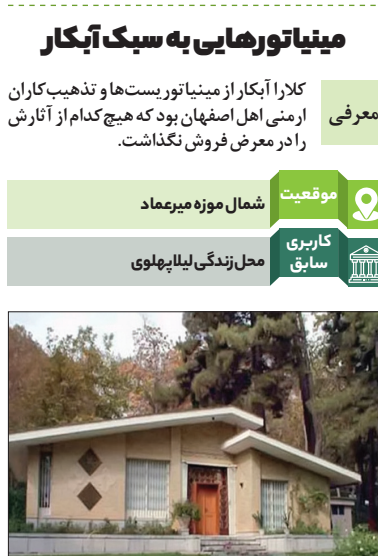 مینیاتورهایی به سبک آبکار
معرفی
کلارا آبکار از مینیاتوریست‌ها و تذهیب‌کاران
ارمنی اهل اصفهان بود که هیچ‌کدام از آثارش
را در معرض فروش نگذاشت.
موقعیت
شمال موزه میرعماد
کاربری
سابق
محل زندگی لیلا پهلوی